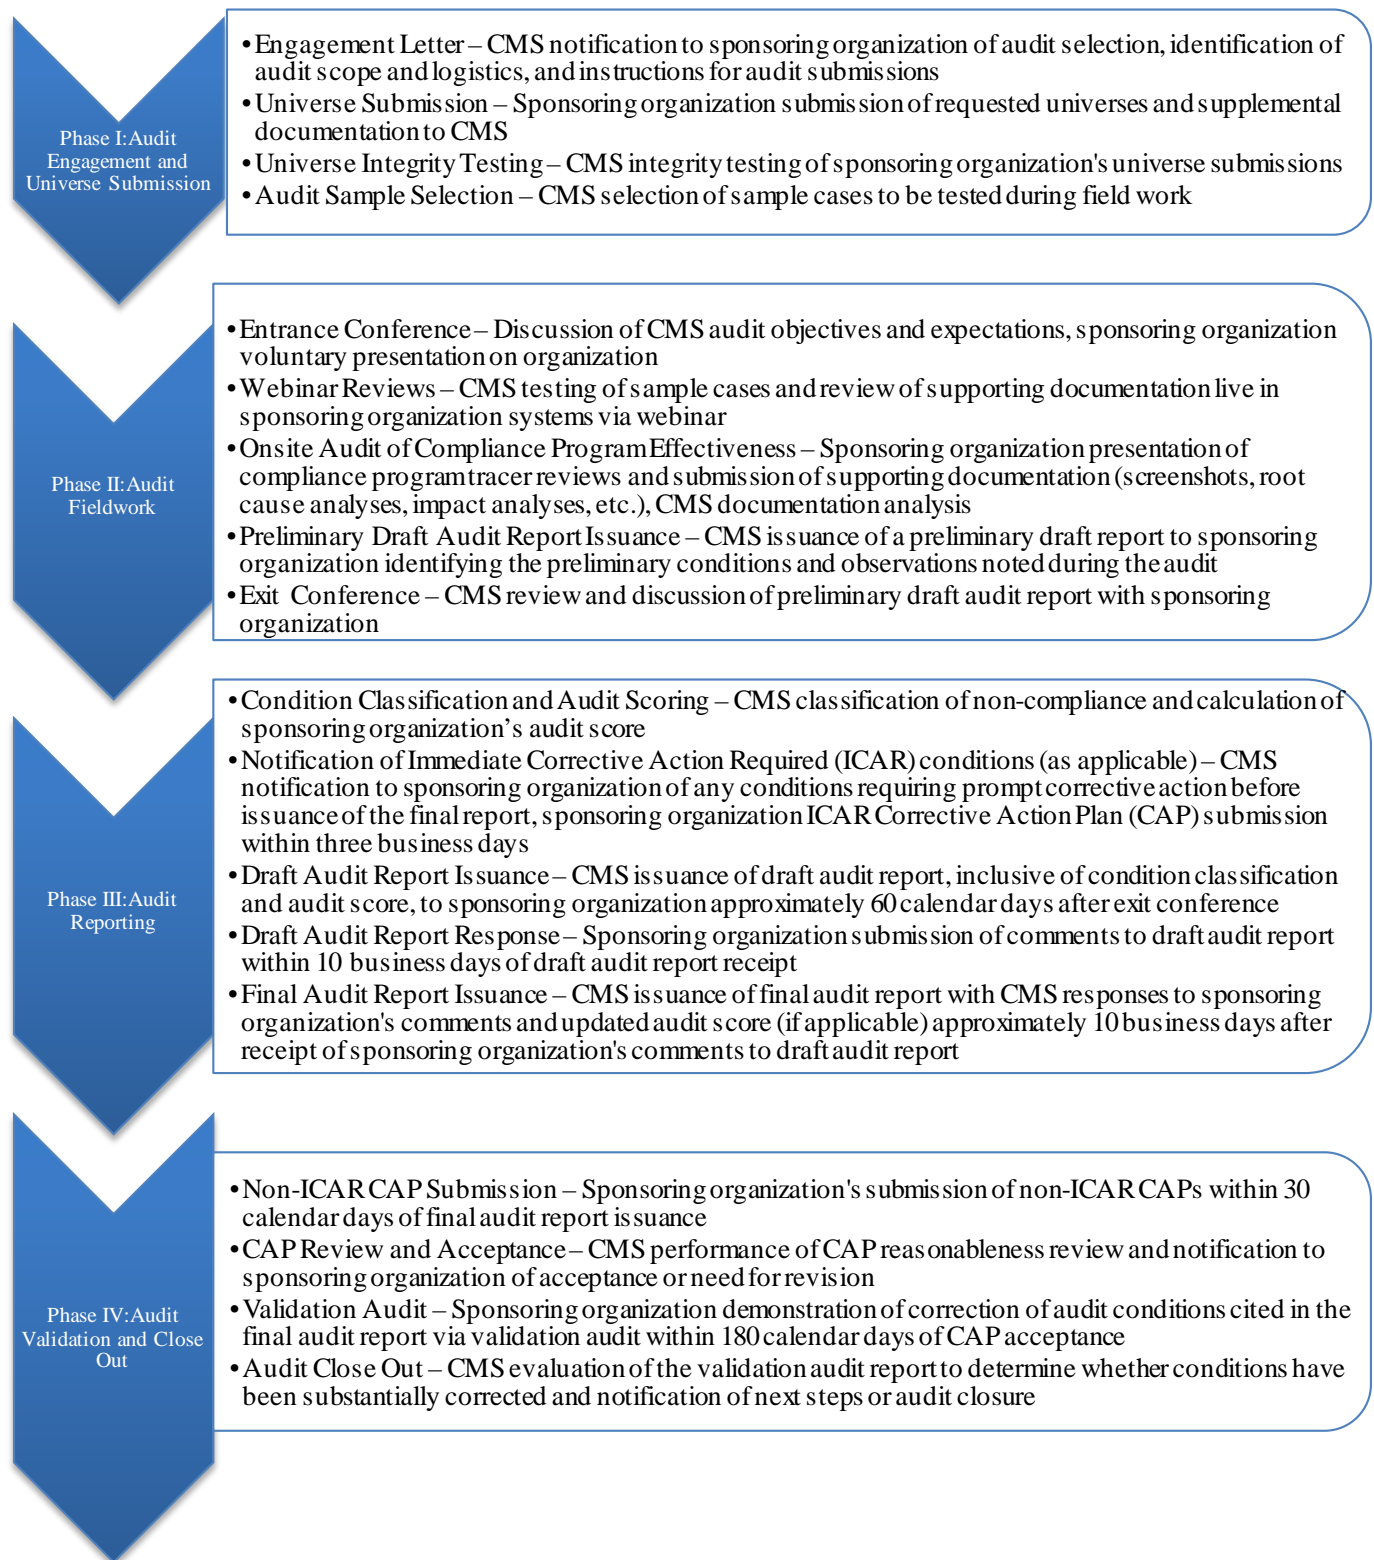 Phase I:Audit
Engagement and
Universe Submission
•Engagement Letter – CMS notification to sponsoring organization of audit selection, identification of
audit scope and logistics, and instructions for audit submissions
•Universe Submission – Sponsoring organization submission of requested universes and supplemental
documentation to CMS
•Universe Integrity Testing – CMS integrity testing of sponsoring organization's universe submissions
•Audit Sample Selection – CMS selection of sample cases to be tested during field work
Phase II:Audit
Fieldwork
•Entrance Conference – Discussion of CMS audit objectives and expectations, sponsoring organization
voluntary presentation on organization
•Webinar Reviews – CMS testing of sample cases and review of supporting documentation live in
sponsoring organization systems via webinar
•Onsite Audit of Compliance Program Effectiveness – Sponsoring organization presentation of
compliance program tracer reviews and submission of supporting documentation (screenshots, root
cause analyses, impact analyses, etc.), CMS documentation analysis
•Preliminary Draft Audit Report Issuance – CMS issuance of a preliminary draft report to sponsoring
organization identifying the preliminary conditions and observations noted during the audit
•Exit Conference – CMS review and discussion of preliminary draft audit report with sponsoring
organization
Phase III:Audit
Reporting
•Condition Classification and Audit Scoring – CMS classification of non-compliance and calculation of
sponsoring organization’s audit score
•Notification of Immediate Corrective Action Required (ICAR) conditions (as applicable) – CMS
notification to sponsoring organization of any conditions requiring prompt corrective action before
issuance of the final report, sponsoring organization ICAR Corrective Action Plan (CAP) submission
within three business days
•Draft Audit Report Issuance – CMS issuance of draft audit report, inclusive of condition classification
and audit score, to sponsoring organization approximately 60 calendar days after exit conference
•Draft Audit Report Response – Sponsoring organization submission of comments to draft audit report
within 10 business days of draft audit report receipt
•Final Audit Report Issuance – CMS issuance of final audit report with CMS responses to sponsoring
organization's comments and updated audit score (if applicable) approximately 10 business days after
receipt of sponsoring organization's comments to draft audit report
Phase IV:Audit
Validation and Close
Out
•Non-ICAR CAP Submission – Sponsoring organization's submission of non-ICAR CAPs within 30
calendar days of final audit report issuance
•CAP Review and Acceptance – CMS performance of CAP reasonableness review and notification to
sponsoring organization of acceptance or need for revision
•Validation Audit – Sponsoring organization demonstration of correction of audit conditions cited in the
final audit report via validation audit within 180 calendar days of CAP acceptance
•Audit Close Out – CMS evaluation of the validation audit report to determine whether conditions have
been substantially corrected and notification of next steps or audit closure